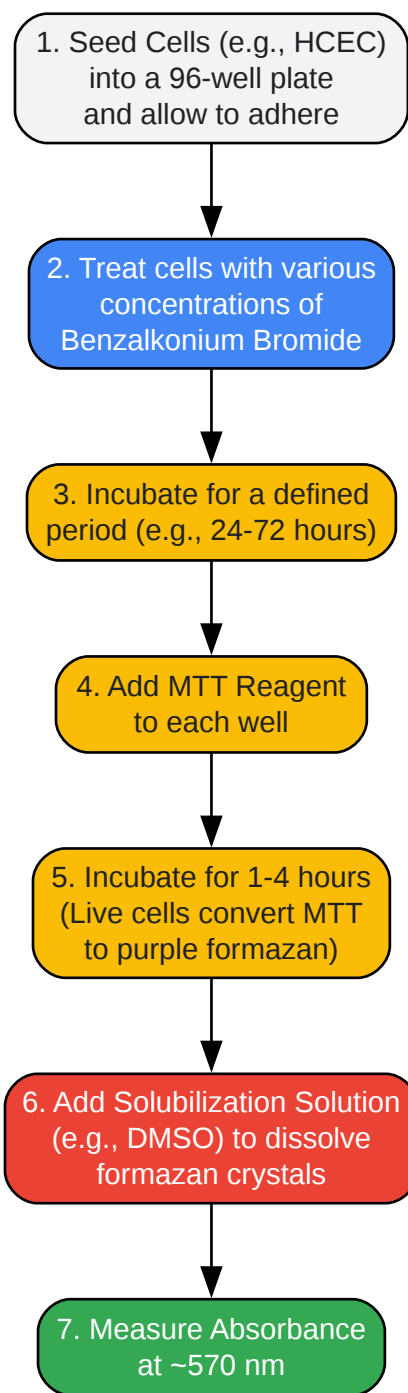 1. Seed Cells (e.g., HCEC)
into a 96-well plate
and allow to adhere
2. Treat cells with various
concentrations of
Benzalkonium Bromide
3. Incubate for a defined
period (e.g., 24-72 hours)
4. Add MTT Reagent
to each well
5. Incubate for 1-4 hours
(Live cells convert MTT
to purple formazan)
6. Add Solubilization Solution
(e.g., DMSO) to dissolve
formazan crystals
7. Measure Absorbance
at ~570 nm